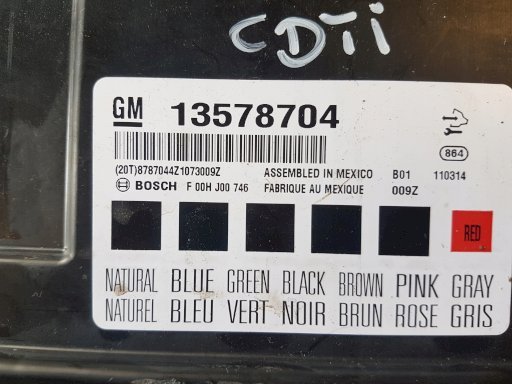 CDTi
GM 13578704
864
(20T)8787044Z1073009Z ASSEMBLED IN MEXICO B01 110314
BOSCH F 00H J00 746 FABRIQUE AU MEXIQUE 009Z
RED
NATURAL BLUE GREEN BLACK BROWN PINK GRAY
NATUREL BLEU VERT NOIR BRUN ROSE GRIS